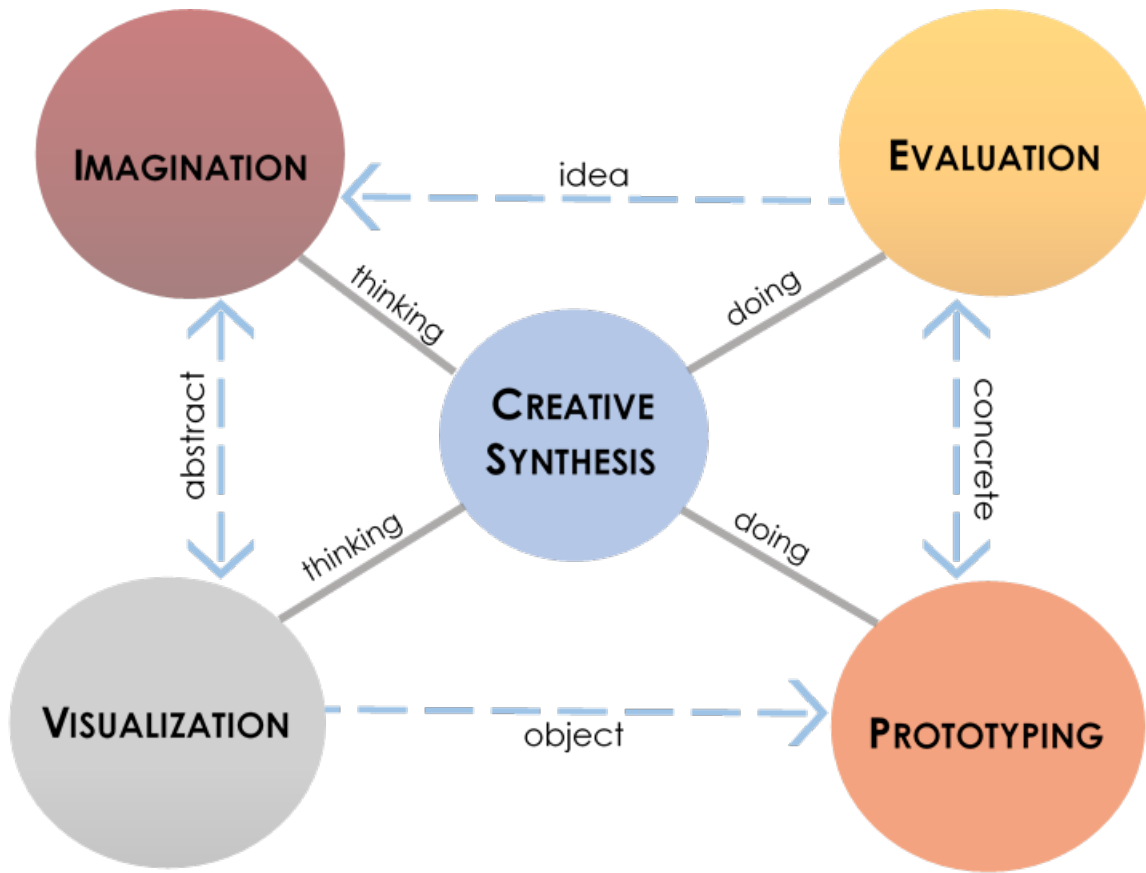 IMAGINATION
EVALUATION
idea
thinking
doing
CREATIVE
SYNTHESIS
abstract
concrete
thinking
doing
VISUALIZATION
object
PROTOTYPING